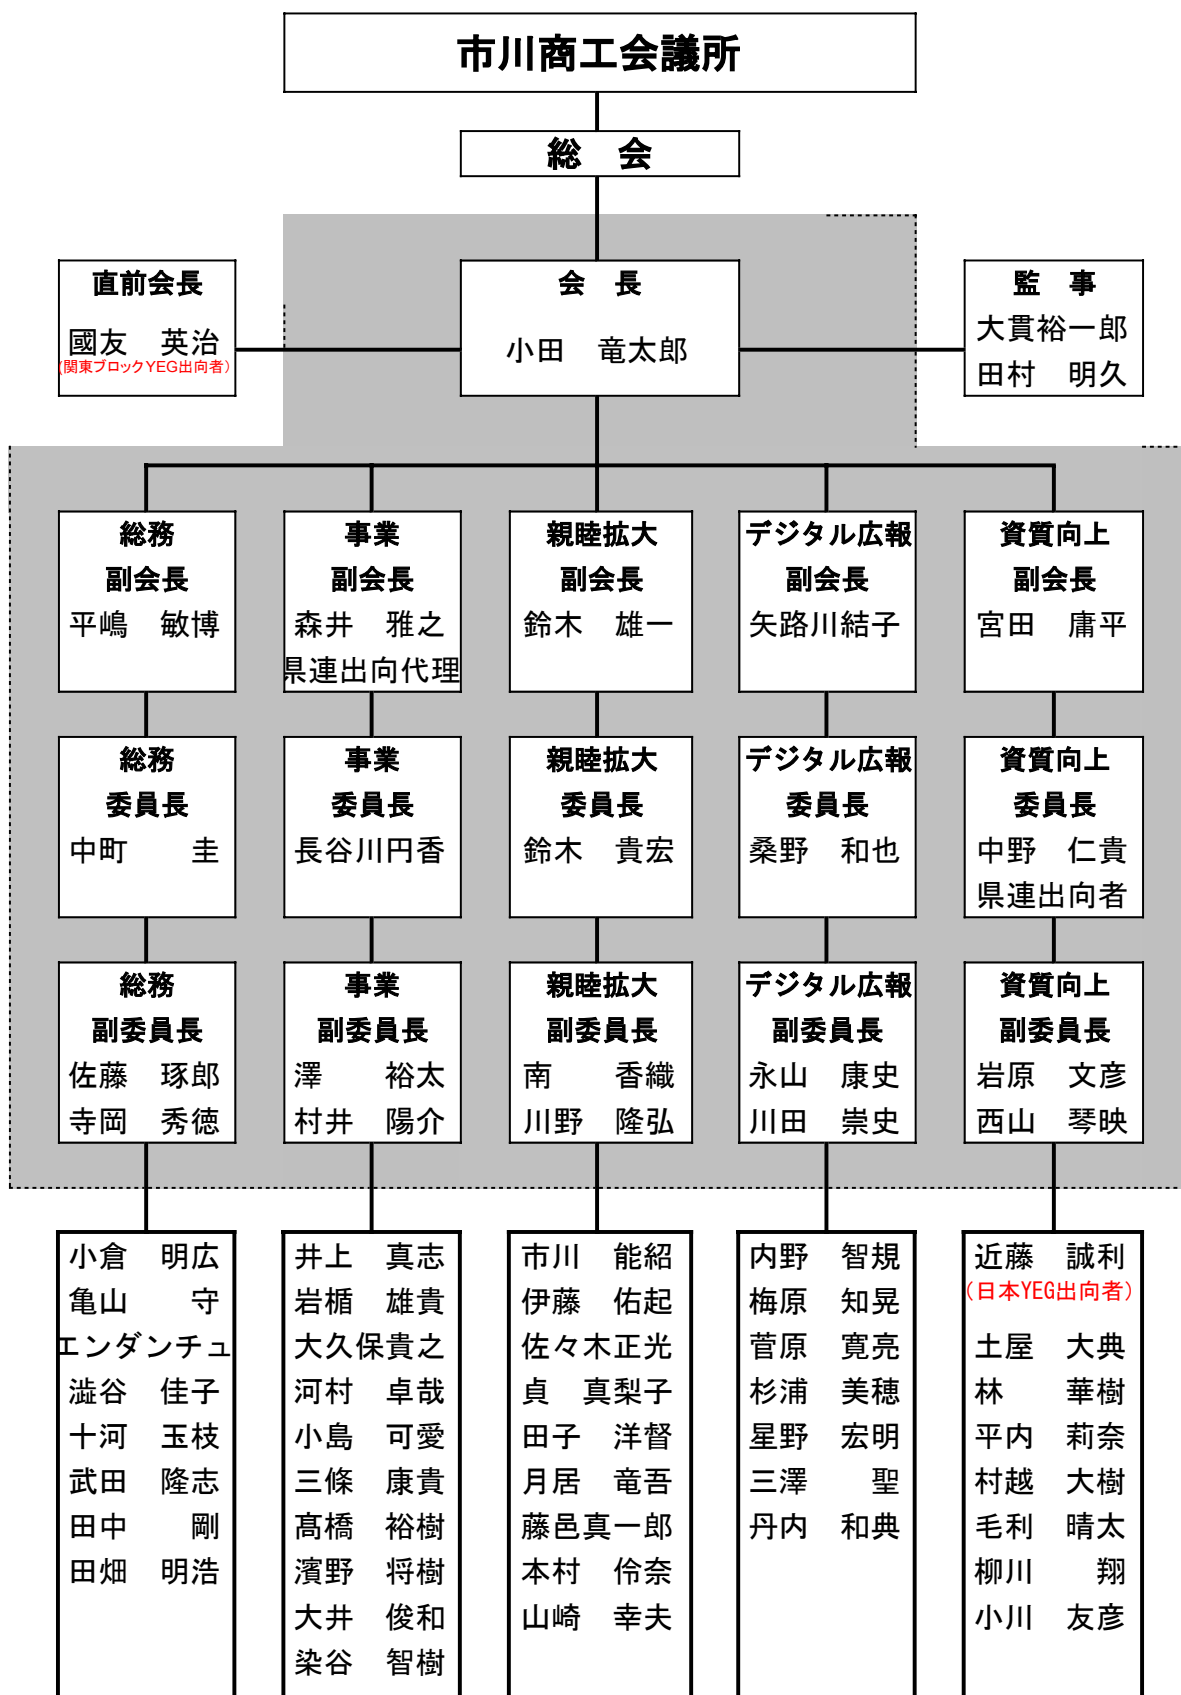 市川商工会議所
総　会
直前会長
國友　英治
(関東ブロックYEG出向者)
会　長
小田　竜太郎
監　事
大貫裕一郎
田村　明久
総務
副会長
平嶋　敏博
事業
副会長
森井　雅之
県連出向代理
親睦拡大
副会長
鈴木　雄一
デジタル広報
副会長
矢路川結子
資質向上
副会長
宮田　庸平
総務
委員長
中町　　圭
事業
委員長
長谷川円香
親睦拡大
委員長
鈴木　貴宏
デジタル広報
委員長
桑野　和也
資質向上
委員長
中野　仁貴
県連出向者
総務
副委員長
佐藤　琢郎
寺岡　秀徳
事業
副委員長
澤　　裕太
村井　陽介
親睦拡大
副委員長
南　　香織
川野　隆弘
デジタル広報
副委員長
永山　康史
川田　崇史
資質向上
副委員長
岩原　文彦
西山　琴映
小倉　明広
亀山　　守
エンダンチュ
澁谷　佳子
十河　玉枝
武田　隆志
田中　　剛
田畑　明浩
井上　真志
岩楯　雄貴
大久保貴之
河村　卓哉
小島　可愛
三條　康貴
髙橋　裕樹
濱野　将樹
大井　俊和
染谷　智樹
市川　能紹
伊藤　佑起
佐々木正光
貞　真梨子
田子　洋督
月居　竜吾
藤邑真一郎
本村　伶奈
山崎　幸夫
内野　智規
梅原　知晃
菅原　寛亮
杉浦　美穂
星野　宏明
三澤　　聖
丹内　和典
近藤　誠利
（日本YEG出向者）
土屋　大典
林　　華樹
平内　莉奈
村越　大樹
毛利　晴太
柳川　　翔
小川　友彦